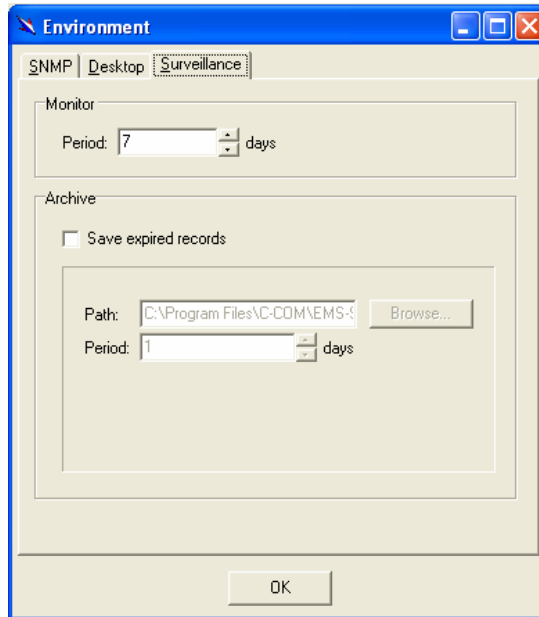 Environment
SNMP Desktop Surveillance
Monitor
Period: 7 days
Archive
Save expired records
Path: C:\Program Files\C-COM\EMS- Browse...
Period: 1 days
OK